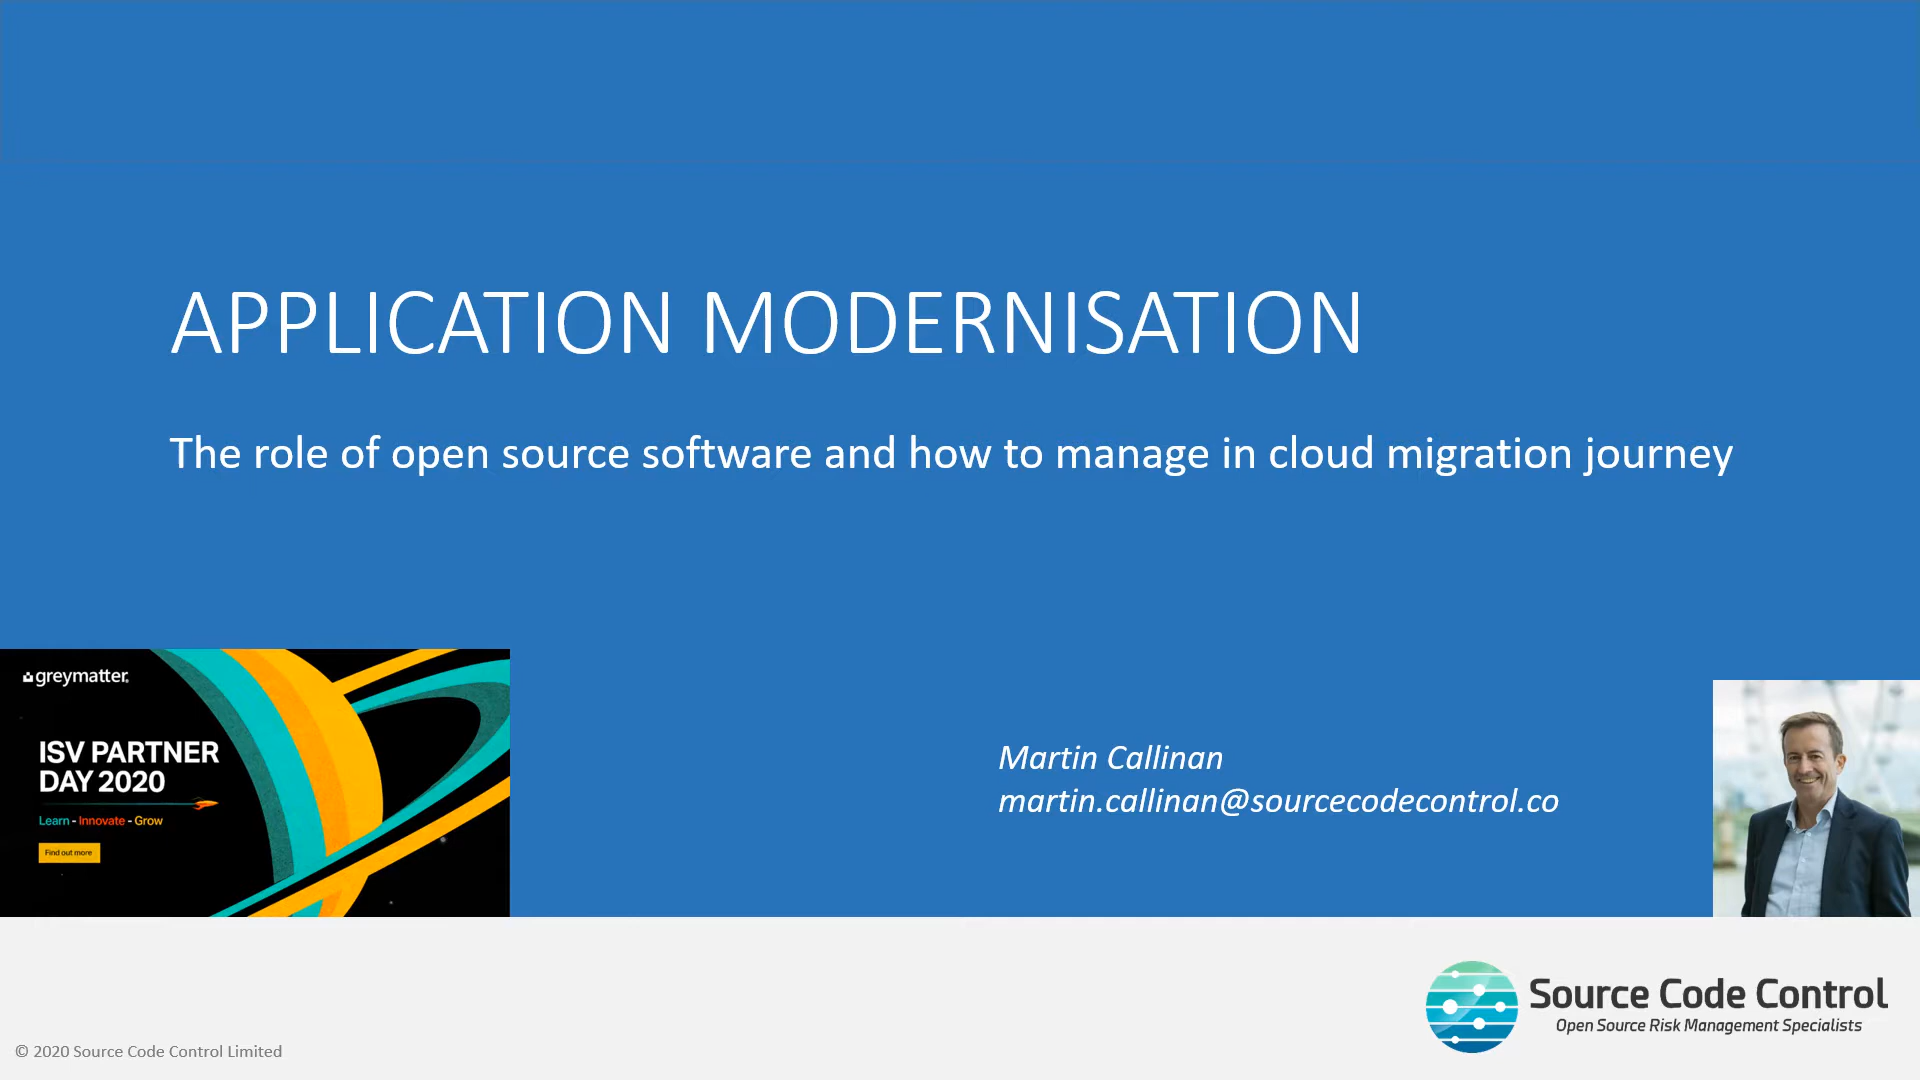 APPLICATION MODERNISATION
The role of open source software and how to manage in cloud migration journey
greymatter.
ISV PARTNER
DAY 2020
Learn - Innovate - Grow
Find out more
Martin Callinan
martin.callinan@sourcecodecontrol.co
Source Code Control
Open Source Risk Management Specialists
© 2020 Source Code Control Limited